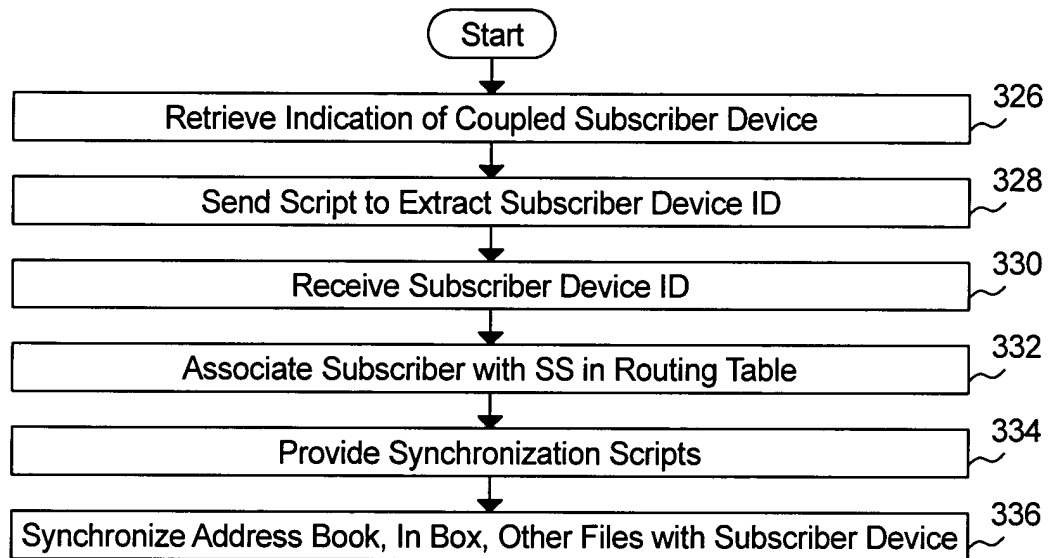 Start
326
Retrieve Indication of Coupled Subscriber Device
328
Send Script to Extract Subscriber Device ID
330
Receive Subscriber Device ID
332
Associate Subscriber with SS in Routing Table
334
Provide Synchronization Scripts
336
Synchronize Address Book, In Box, Other Files with Subscriber Device